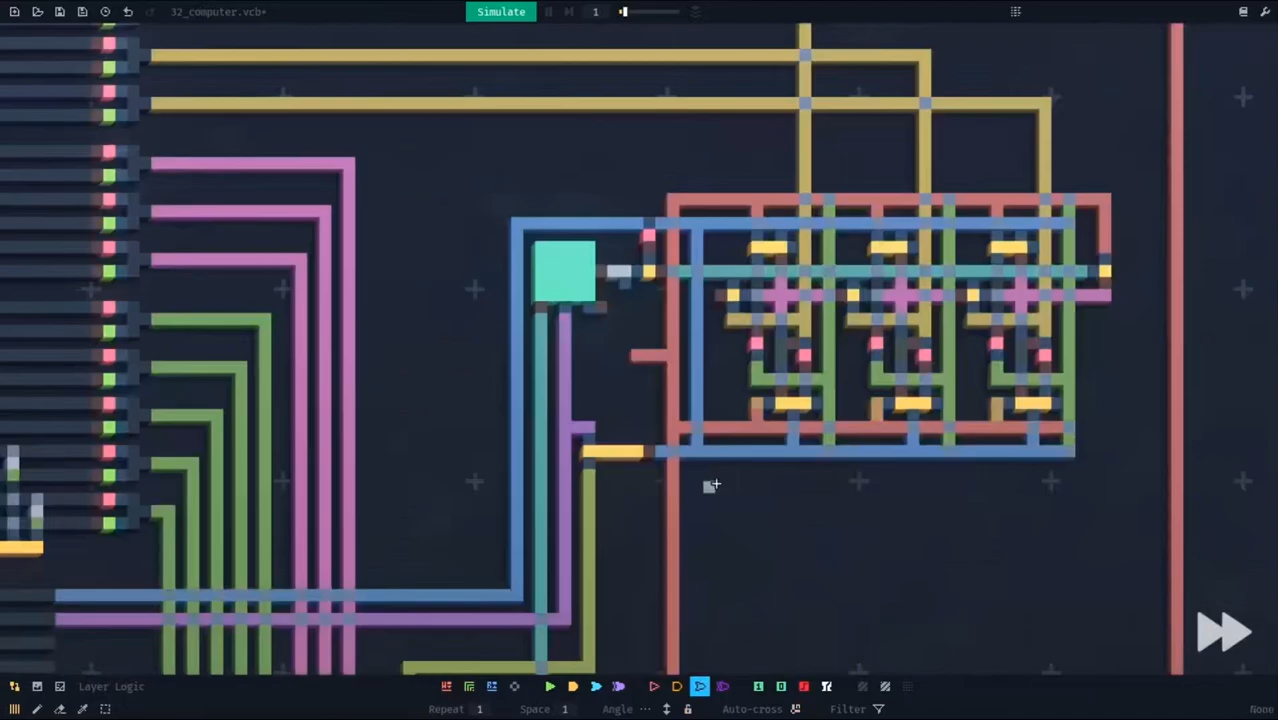 32_computer.vcb*
Simulate
1
Layer Logic
Repeat 1
Space 1
Angle
Auto-cross
Filter
None